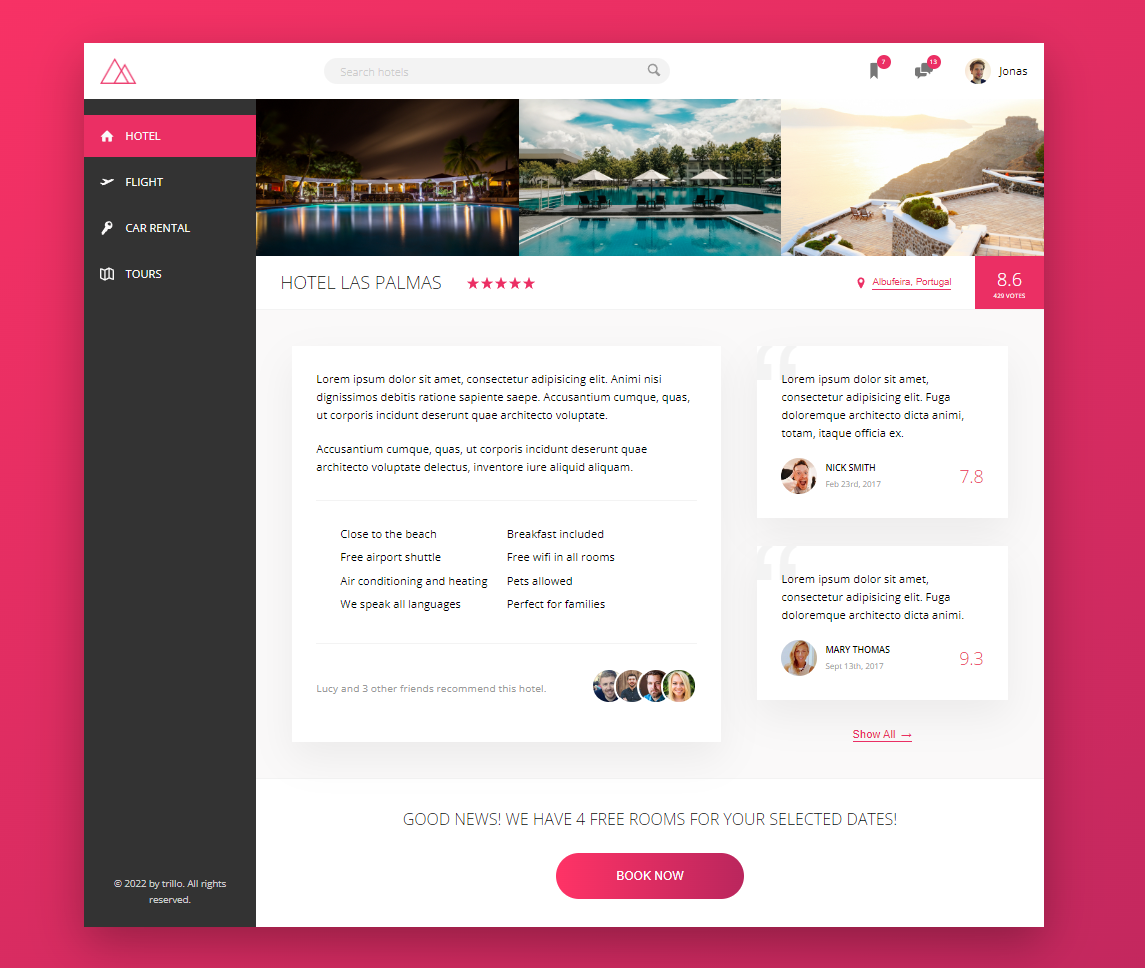 Search hotels
7
13
Jonas
HOTEL
FLIGHT
CAR RENTAL
TOURS
© 2022 by trillo. All rights
reserved.
HOTEL LAS PALMAS
Albufeira, Portugal
8.6
429 VOTES
Lorem ipsum dolor sit amet, consectetur adipisicing elit. Animi nisi
dignissimos debitis ratione sapiente saepe. Accusantium cumque, quas,
ut corporis incidunt deserunt quae architecto voluptate.
Accusantium cumque, quas, ut corporis incidunt deserunt quae
architecto voluptate delectus, inventore iure aliquid aliquam.
Close to the beach
Breakfast included
Free airport shuttle
Free wifi in all rooms
Air conditioning and heating
Pets allowed
We speak all languages
Perfect for families
Lucy and 3 other friends recommend this hotel.
“
Lorem ipsum dolor sit amet,
consectetur adipisicing elit. Fuga
doloremque architecto dicta animi,
totam, itaque officia ex.
NICK SMITH
Feb 23rd, 2017
7.8
“
Lorem ipsum dolor sit amet,
consectetur adipisicing elit. Fuga
doloremque architecto dicta animi.
MARY THOMAS
Sept 13th, 2017
9.3
Show All →
GOOD NEWS! WE HAVE 4 FREE ROOMS FOR YOUR SELECTED DATES!
BOOK NOW